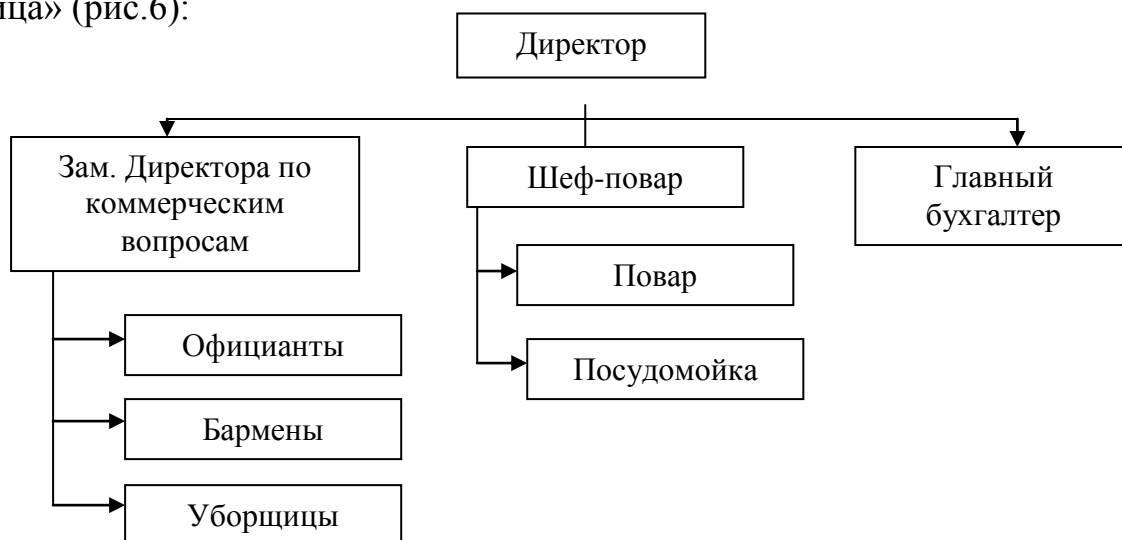 ица» (рис.6):
Директор
Зам. Директора по
коммерческим
вопросам
Шеф-повар
Главный
бухгалтер
Повар
Официанты
Посудомойка
Бармены
Уборщицы